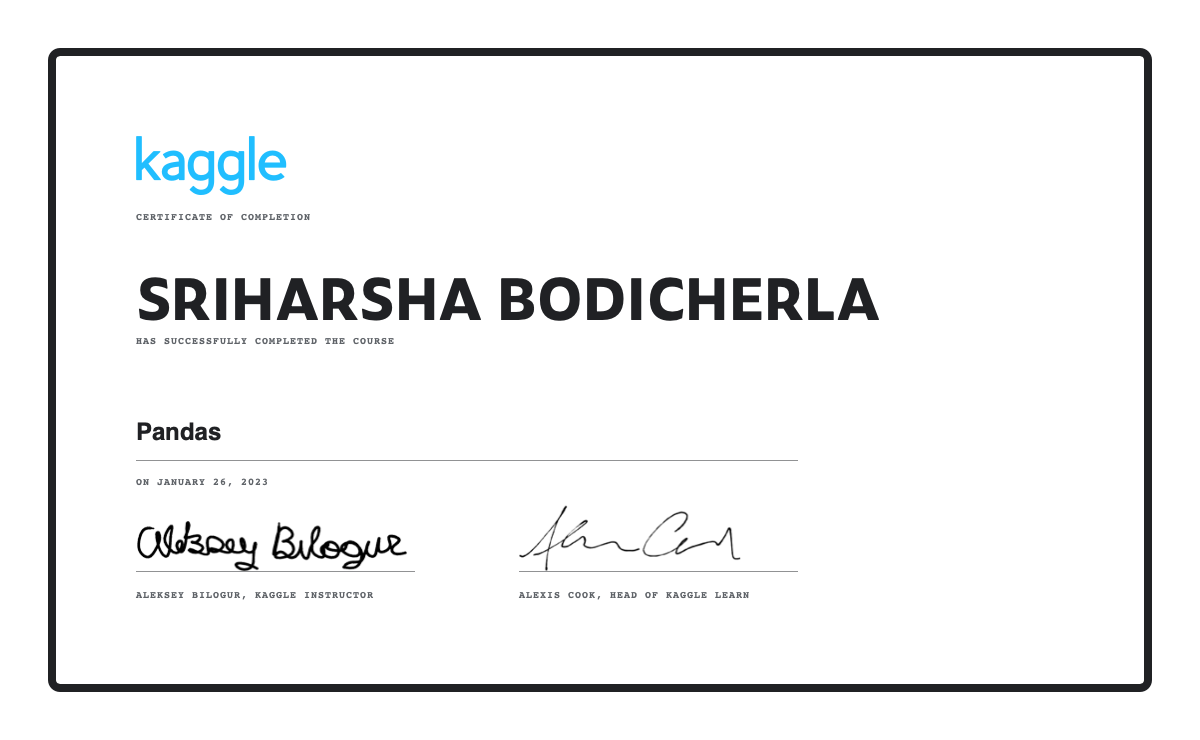 kaggle
CERTIFICATE OF COMPLETION
SRIHARSHA BODICHERLA
HAS SUCCESSFULLY COMPLETED THE COURSE
Pandas
ON JANUARY 26, 2023
Aleksey Bilogur
ALEKSEY BILOGUR, KAGGLE INSTRUCTOR
ALEXIS COOK, HEAD OF KAGGLE LEARN